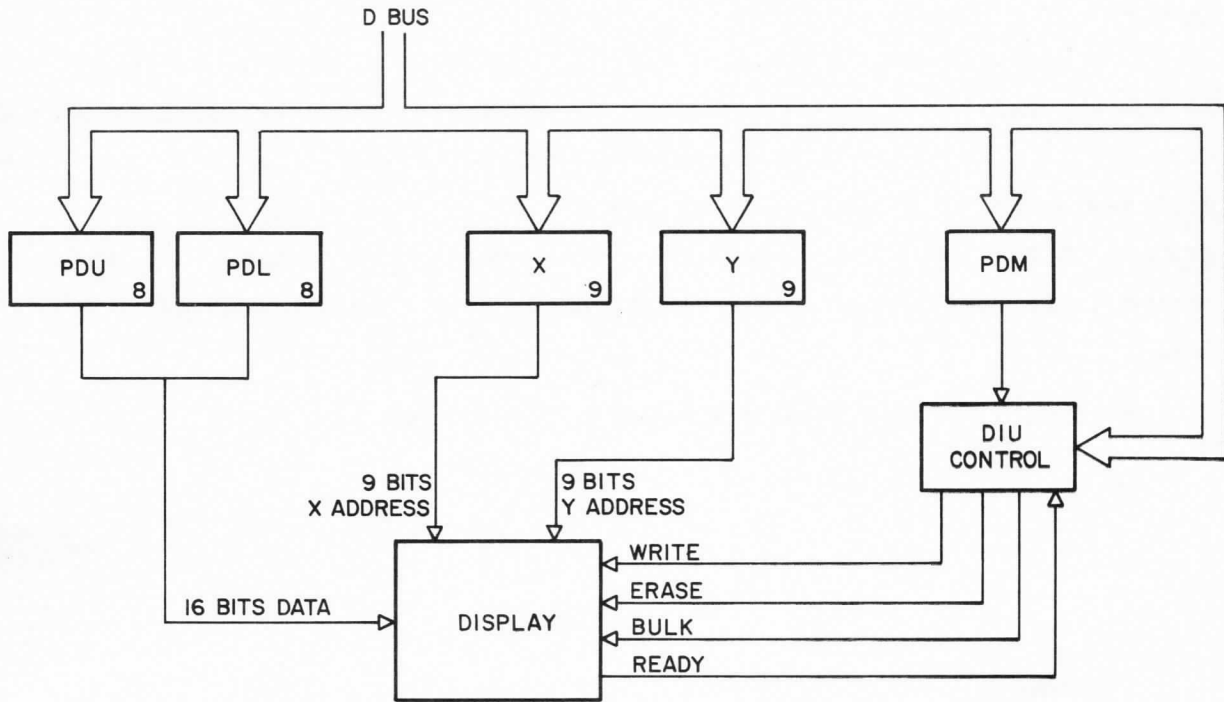 D BUS
PDU
8
PDL
8
X
9
Y
9
PDM
DIU
CONTROL
9 BITS
X ADDRESS
9 BITS
Y ADDRESS
WRITE
ERASE
BULK
READY
16 BITS DATA
DISPLAY